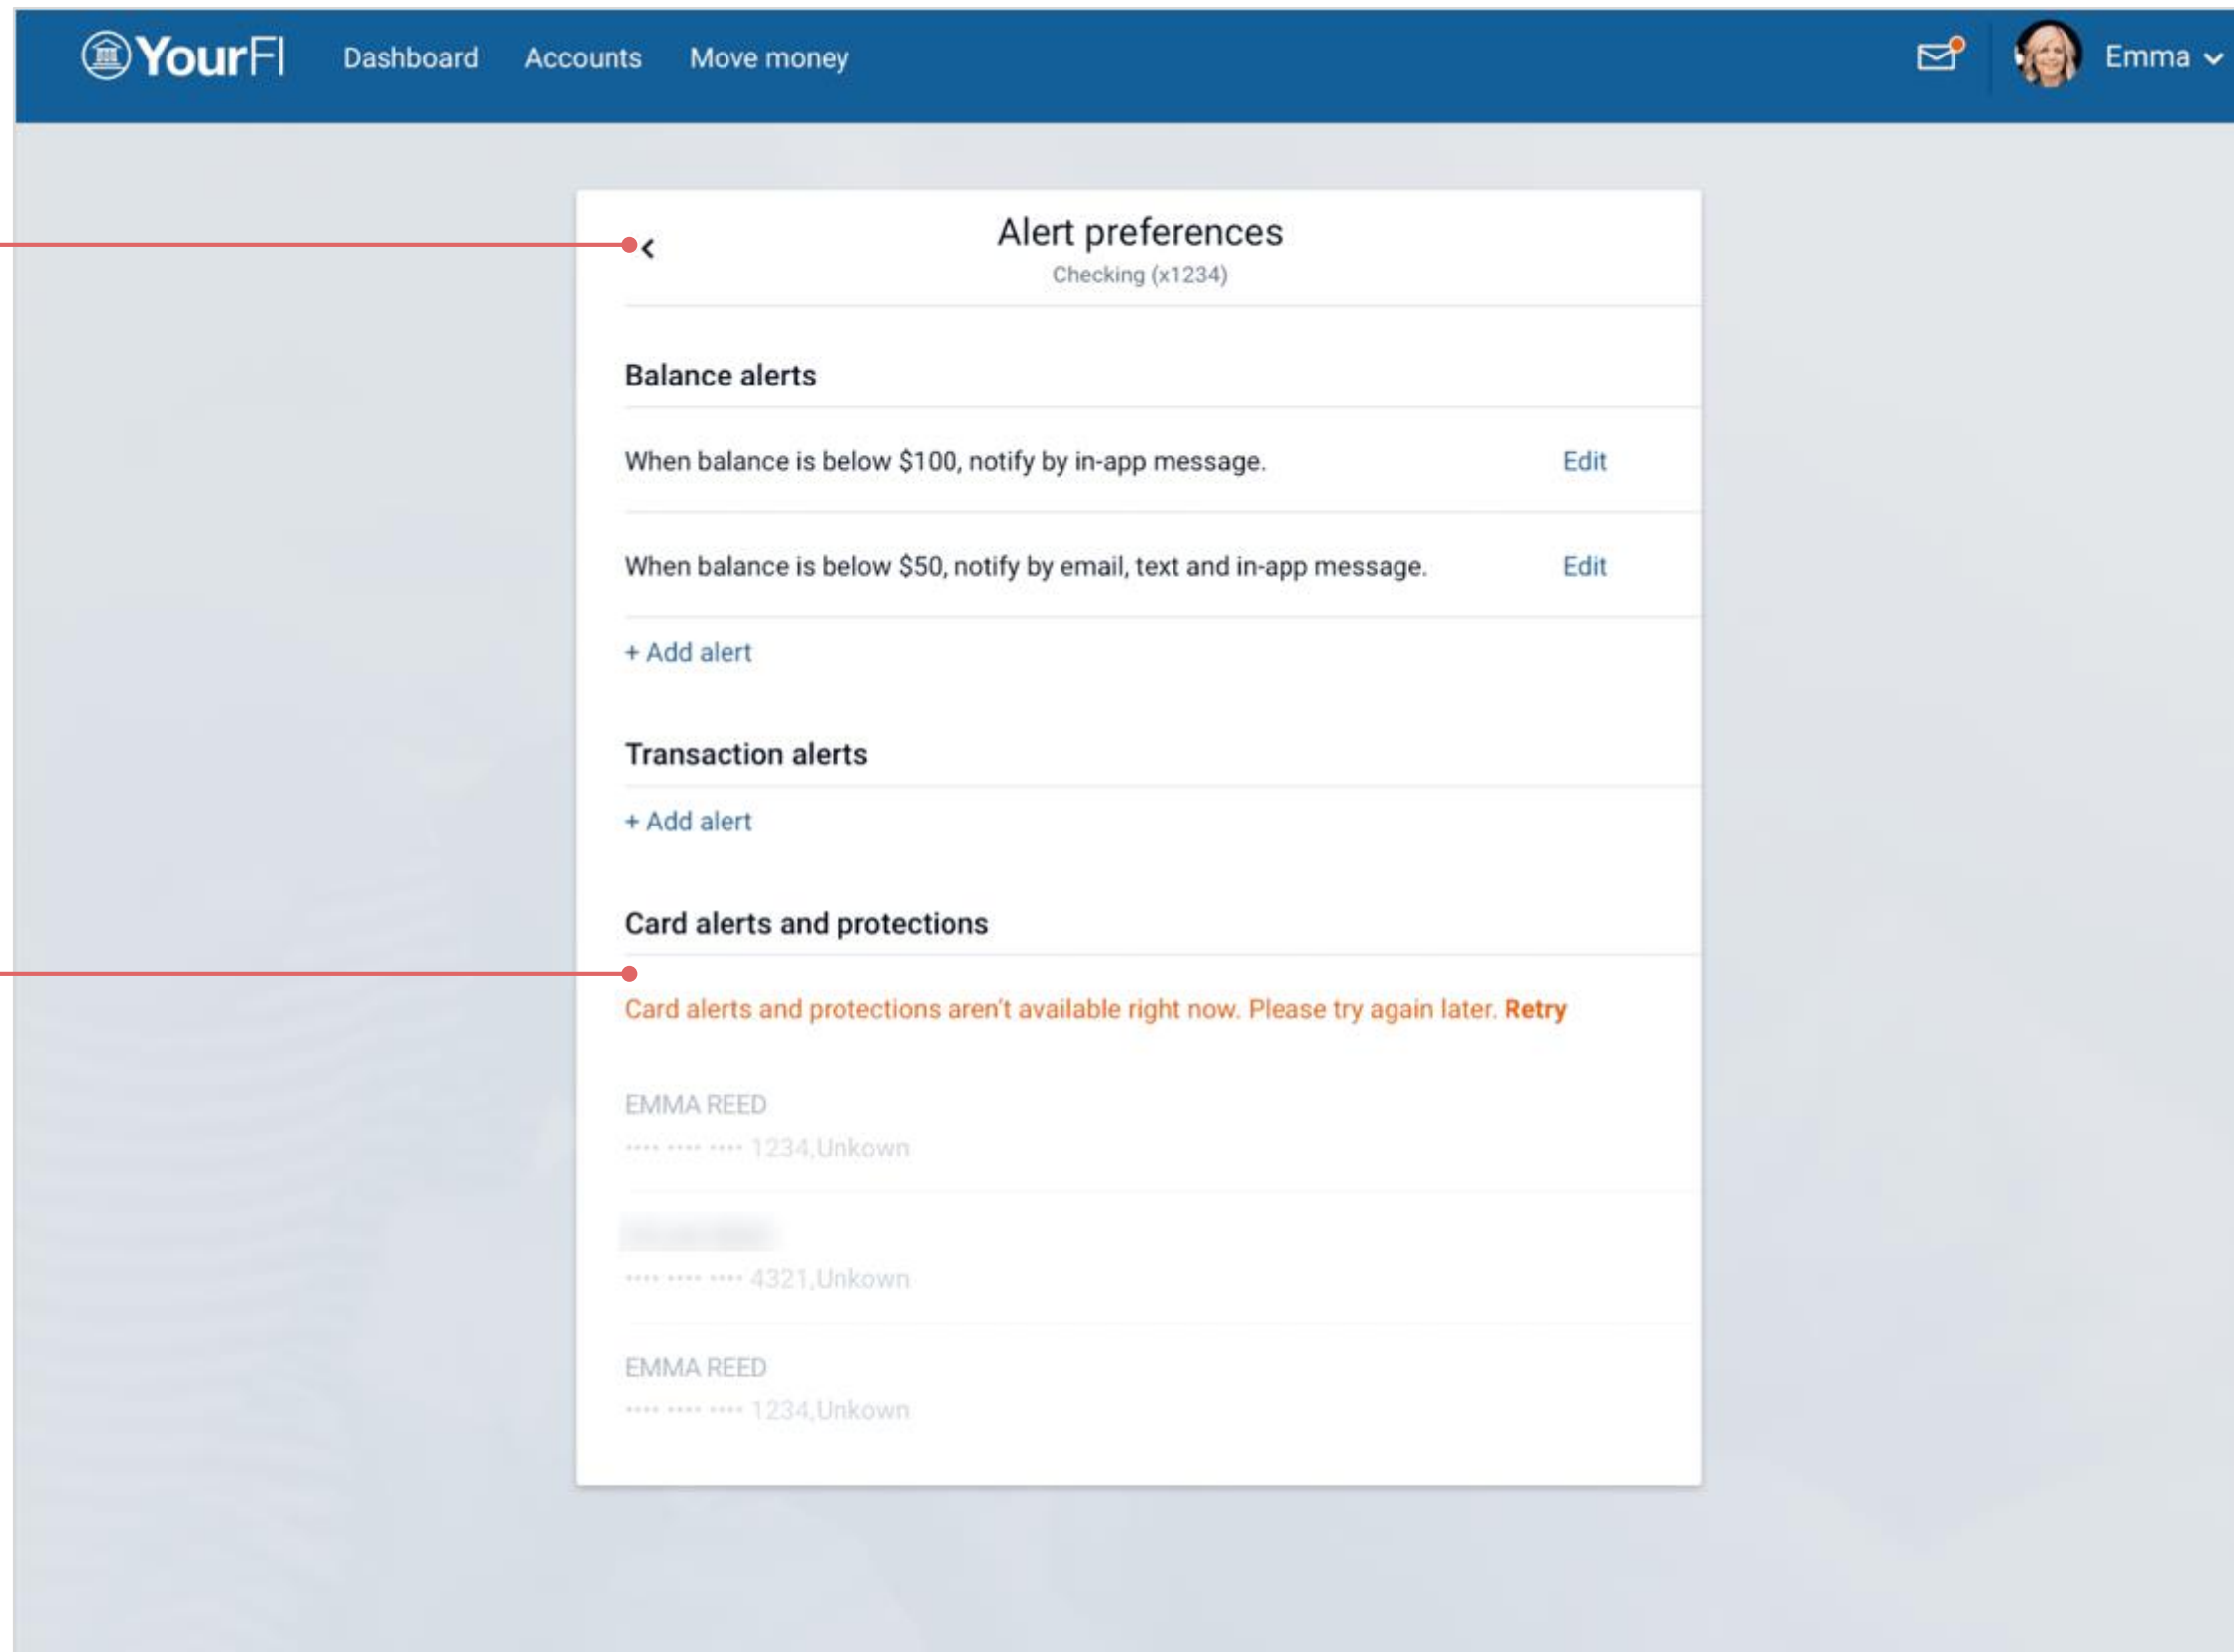 YourFI Dashboard Accounts Move money Emma
Alert preferences
Checking (x1234)
Balance alerts
When balance is below $100, notify by in-app message. Edit
When balance is below $50, notify by email, text and in-app message. Edit
+ Add alert
Transaction alerts
+ Add alert
Card alerts and protections
Card alerts and protections aren't available right now. Please try again later. Retry
EMMA REED
•••• •••• •••• 1234,Unkown
•••• •••• •••• 4321,Unkown
EMMA REED
•••• •••• •••• 1234,Unkown